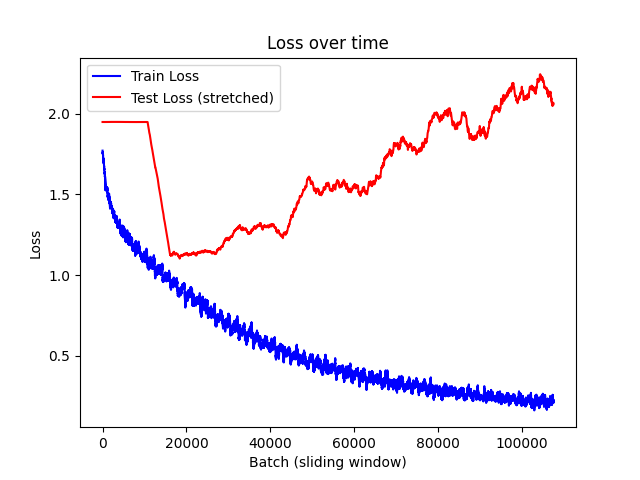 Loss over time
Train Loss
Test Loss (stretched)
Loss
2.0
1.5
1.0
0.5
0
20000
40000
60000
80000
100000
Batch (sliding window)